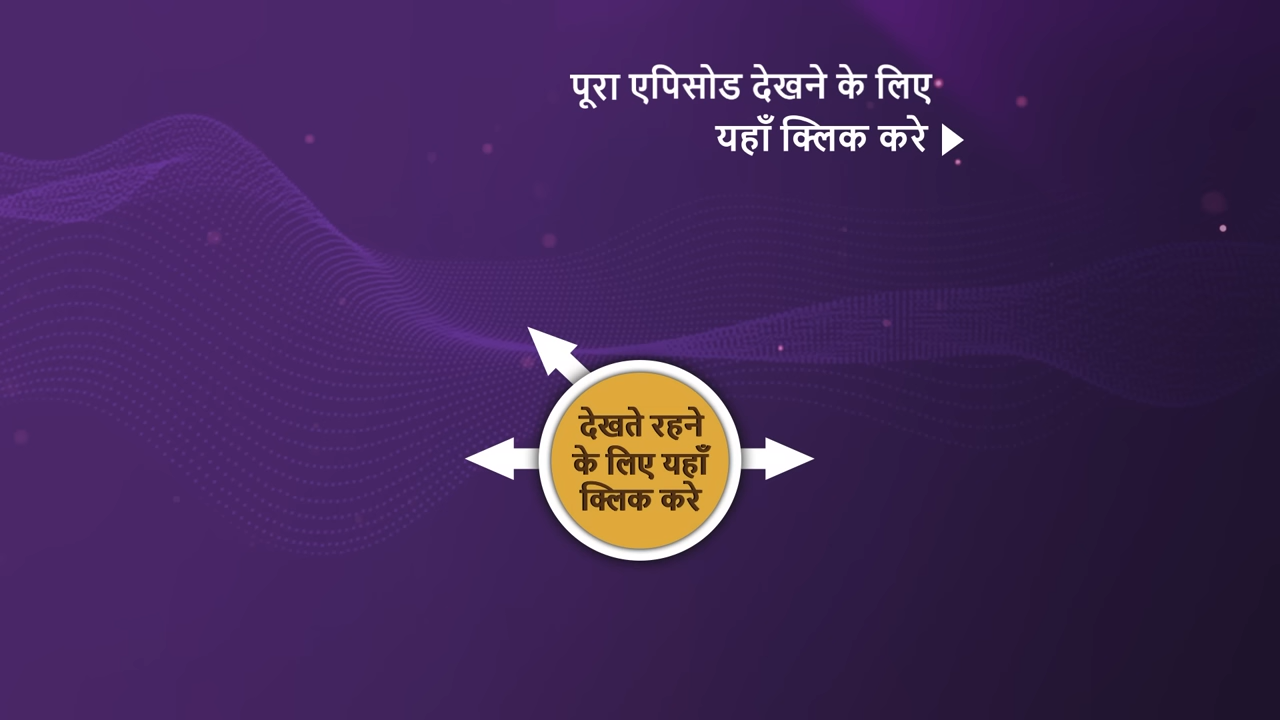 पूरा एपिसोड देखने के लिए
यहाँ क्लिक करे
देखते रहने
के लिए यहाँ
क्लिक करे